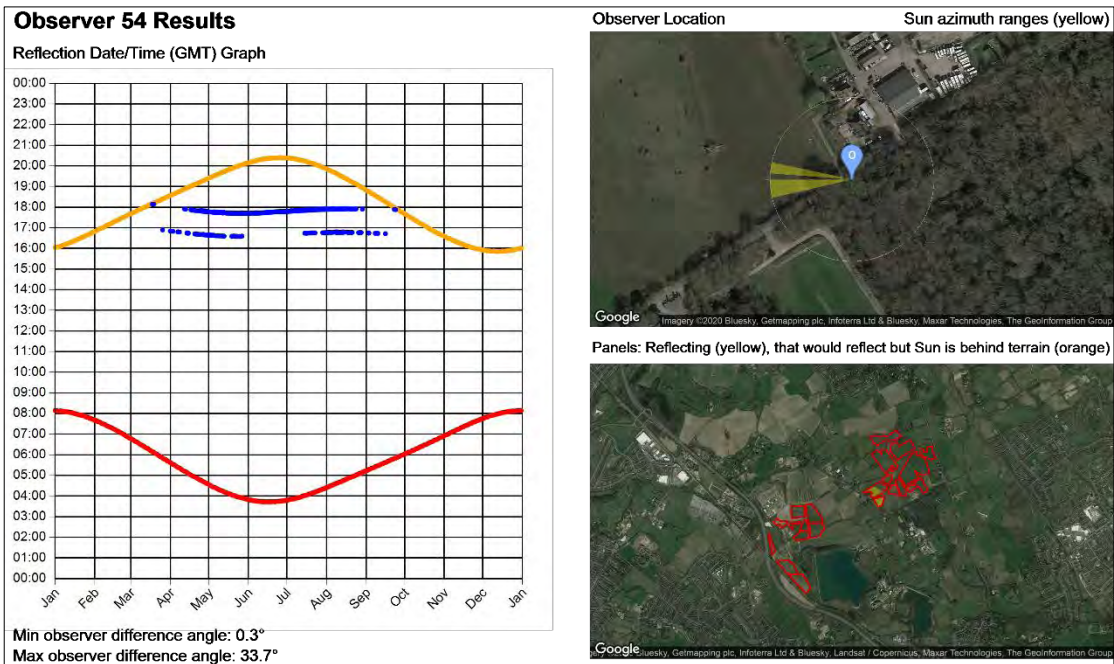 Observer 54 Results
Reflection Date/Time (GMT) Graph
00:00
23:00
22:00
21:00
20:00
19:00
18:00
17:00
16:00
15:00
14:00
13:00
12:00
11:00
10:00
09:00
08:00
07:00
06:00
05:00
04:00
03:00
02:00
01:00
00:00
Jan Feb Mar Apr May Jun Jul Aug Sep Oct Nov Dec Jan
Min observer difference angle: 0.3°
Max observer difference angle: 33.7°
Observer Location Sun azimuth ranges (yellow)
O
Google Imagery ©2020 Bluesky, Getmapping plc, Infoterra Ltd & Bluesky, Maxar Technologies, The GeoInformation Group
Panels: Reflecting (yellow), that would reflect but Sun is behind terrain (orange)
Google Bluesky, Getmapping plc, Infoterra Ltd & Bluesky, Landsat / Copernicus, Maxar Technologies, The GeoInformation Group